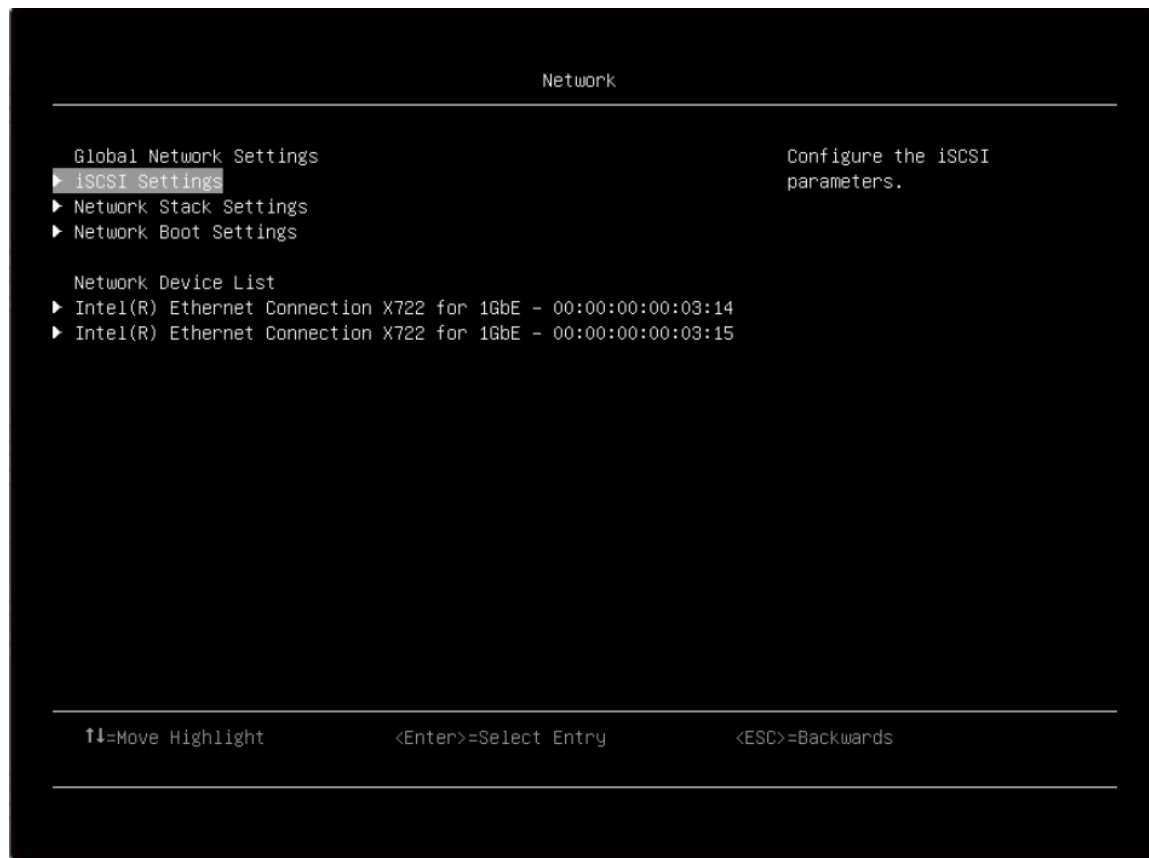 Network
Global Network Settings
Configure the iSCSI
▶ iSCSI Settings
parameters.
▶ Network Stack Settings
▶ Network Boot Settings
Network Device List
▶ Intel(R) Ethernet Connection X722 for 1GbE - 00:00:00:00:03:14
▶ Intel(R) Ethernet Connection X722 for 1GbE - 00:00:00:00:03:15
↑↓=Move Highlight <Enter>=Select Entry <ESC>=Backwards